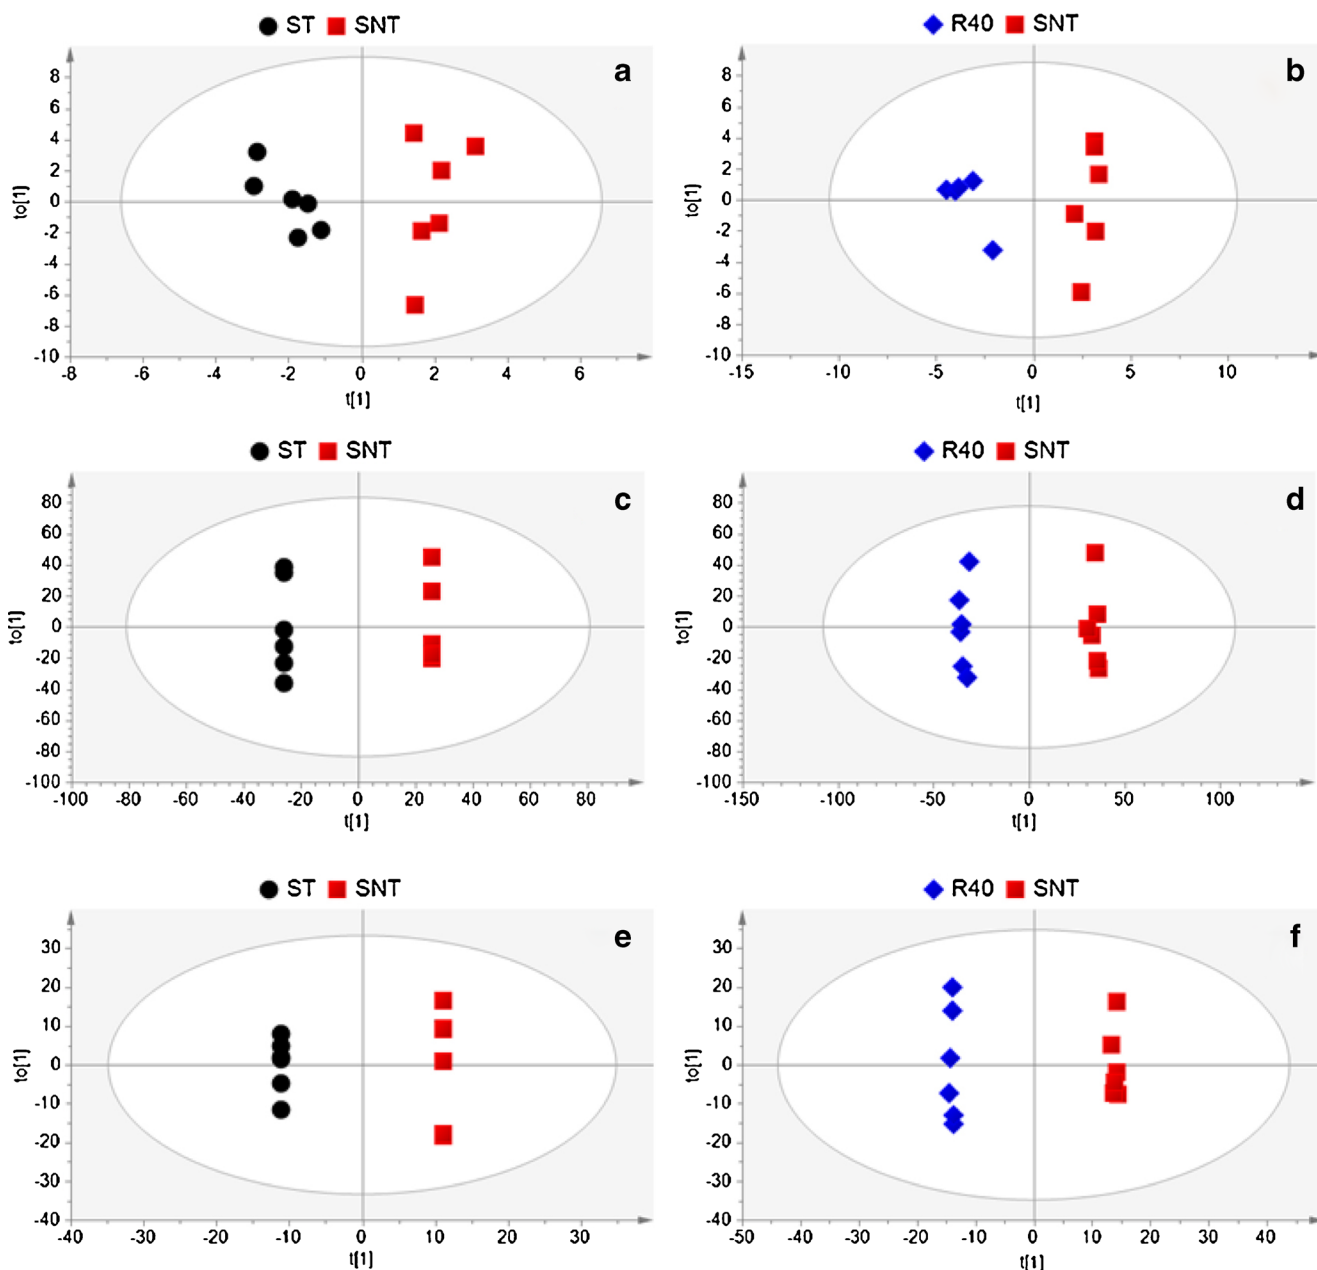 ST SNT
R40 SNT
a
b
to[1]
8
6
4
2
0
-2
-4
-6
-8
-10
-8 -6 -4 -2 0 2 4 6
t[1]
to[1]
8
6
4
2
0
-2
-4
-6
-8
-10
-15 -10 -5 0 5 10
t[1]
ST SNT
R40 SNT
c
d
to[1]
80
60
40
20
0
-20
-40
-60
-80
-100
-100 -80 -60 -40 -20 0 20 40 60 80
t[1]
to[1]
80
60
40
20
0
-20
-40
-60
-80
-100
-150 -100 -50 0 50 100
t[1]
ST SNT
R40 SNT
e
f
to[1]
30
20
10
0
-10
-20
-30
-40
-40 -30 -20 -10 0 10 20 30
t[1]
to[1]
30
20
10
0
-10
-20
-30
-40
-50 -40 -30 -20 -10 0 10 20 30 40
t[1]